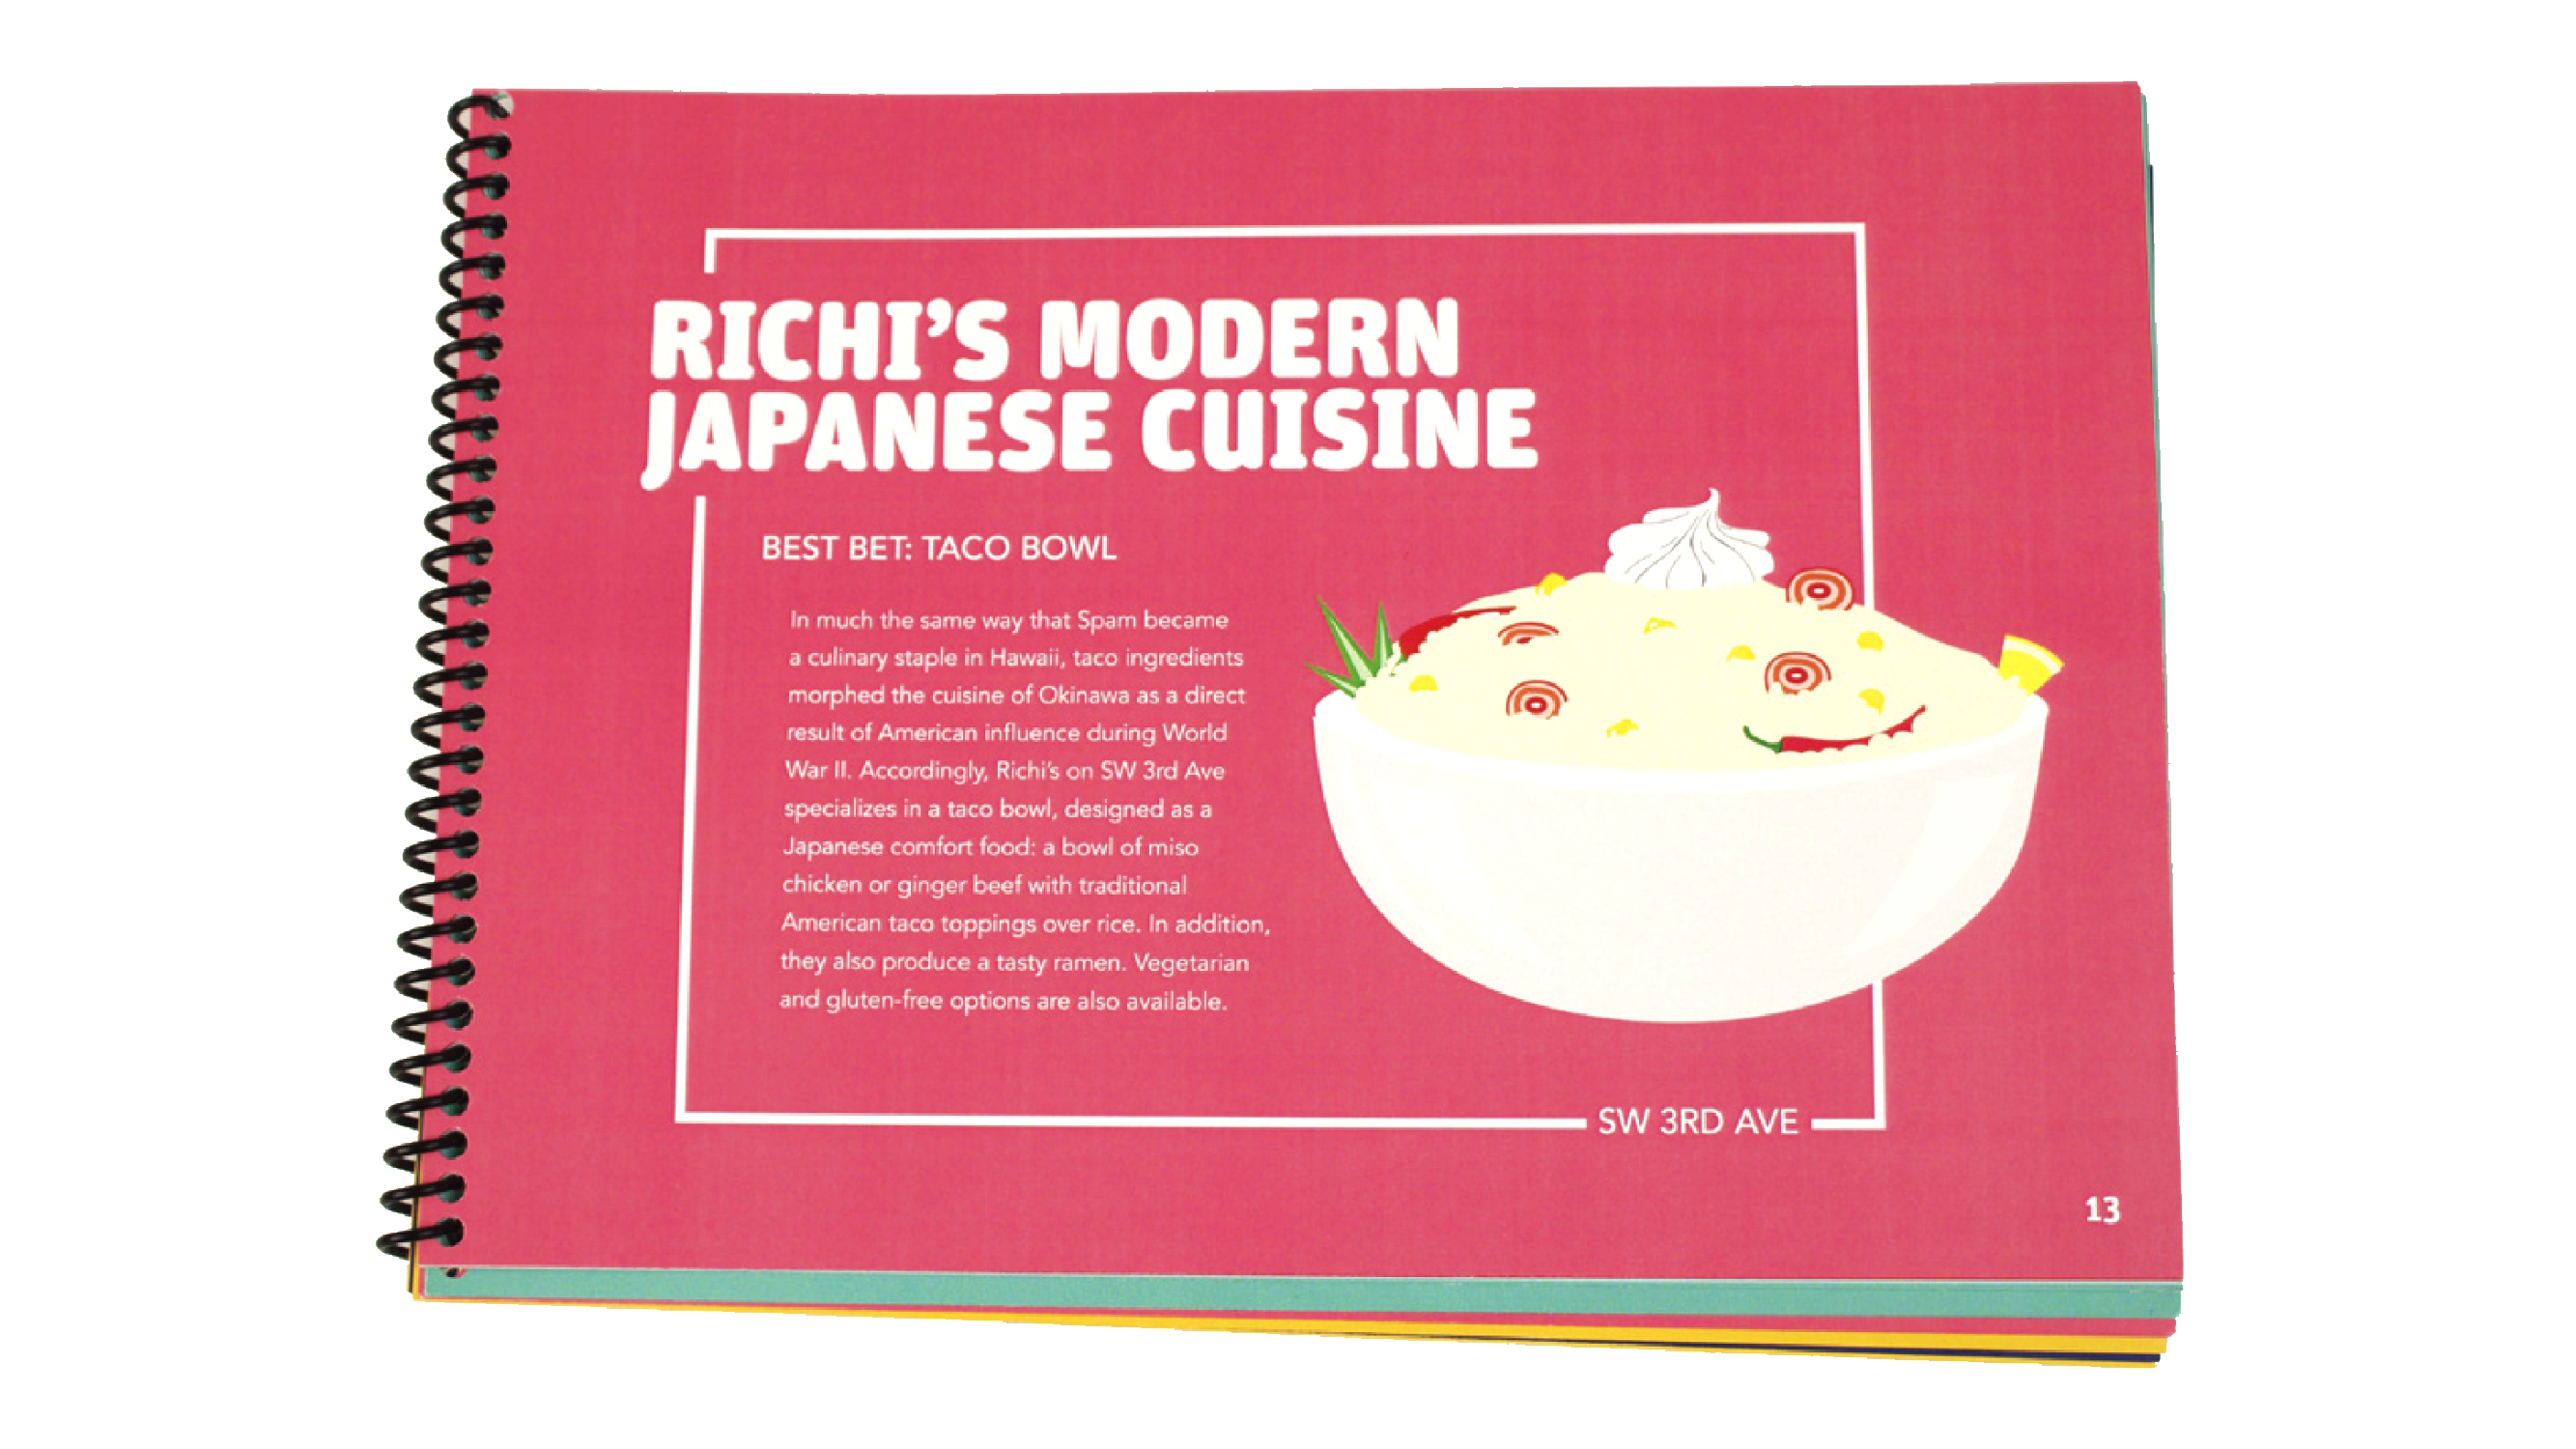 RICHI'S MODERN
JAPANESE CUISINE
BEST BET: TACO BOWL
In much the same way that Spam became
a culinary staple in Hawaii, taco ingredients
morphed the cuisine of Okinawa as a direct
result of American influence during World
War II. Accordingly, Richi's on SW 3rd Ave
specializes in a taco bowl, designed as a
Japanese comfort food: a bowl of miso
chicken or ginger beef with traditional
American taco toppings over rice. In addition,
they also produce a tasty ramen. Vegetarian
and gluten-free options are also available.
SW 3RD AVE
13